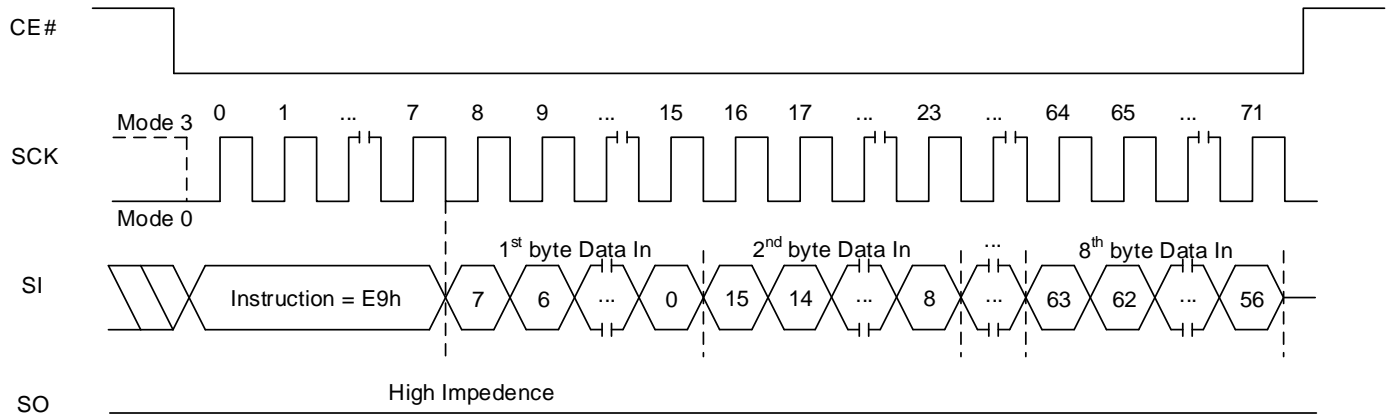 CE#
0 1 ... 7 8 9 ... 15 16 17 ... 23 ... 64 65 ... 71
Mode 3
SCK
Mode 0
1st byte Data In 2nd byte Data In ... 8th byte Data In
SI
Instruction = E9h 7 6 ... 0 15 14 ... 8 ... 63 62 ... 56
High Impedence
SO